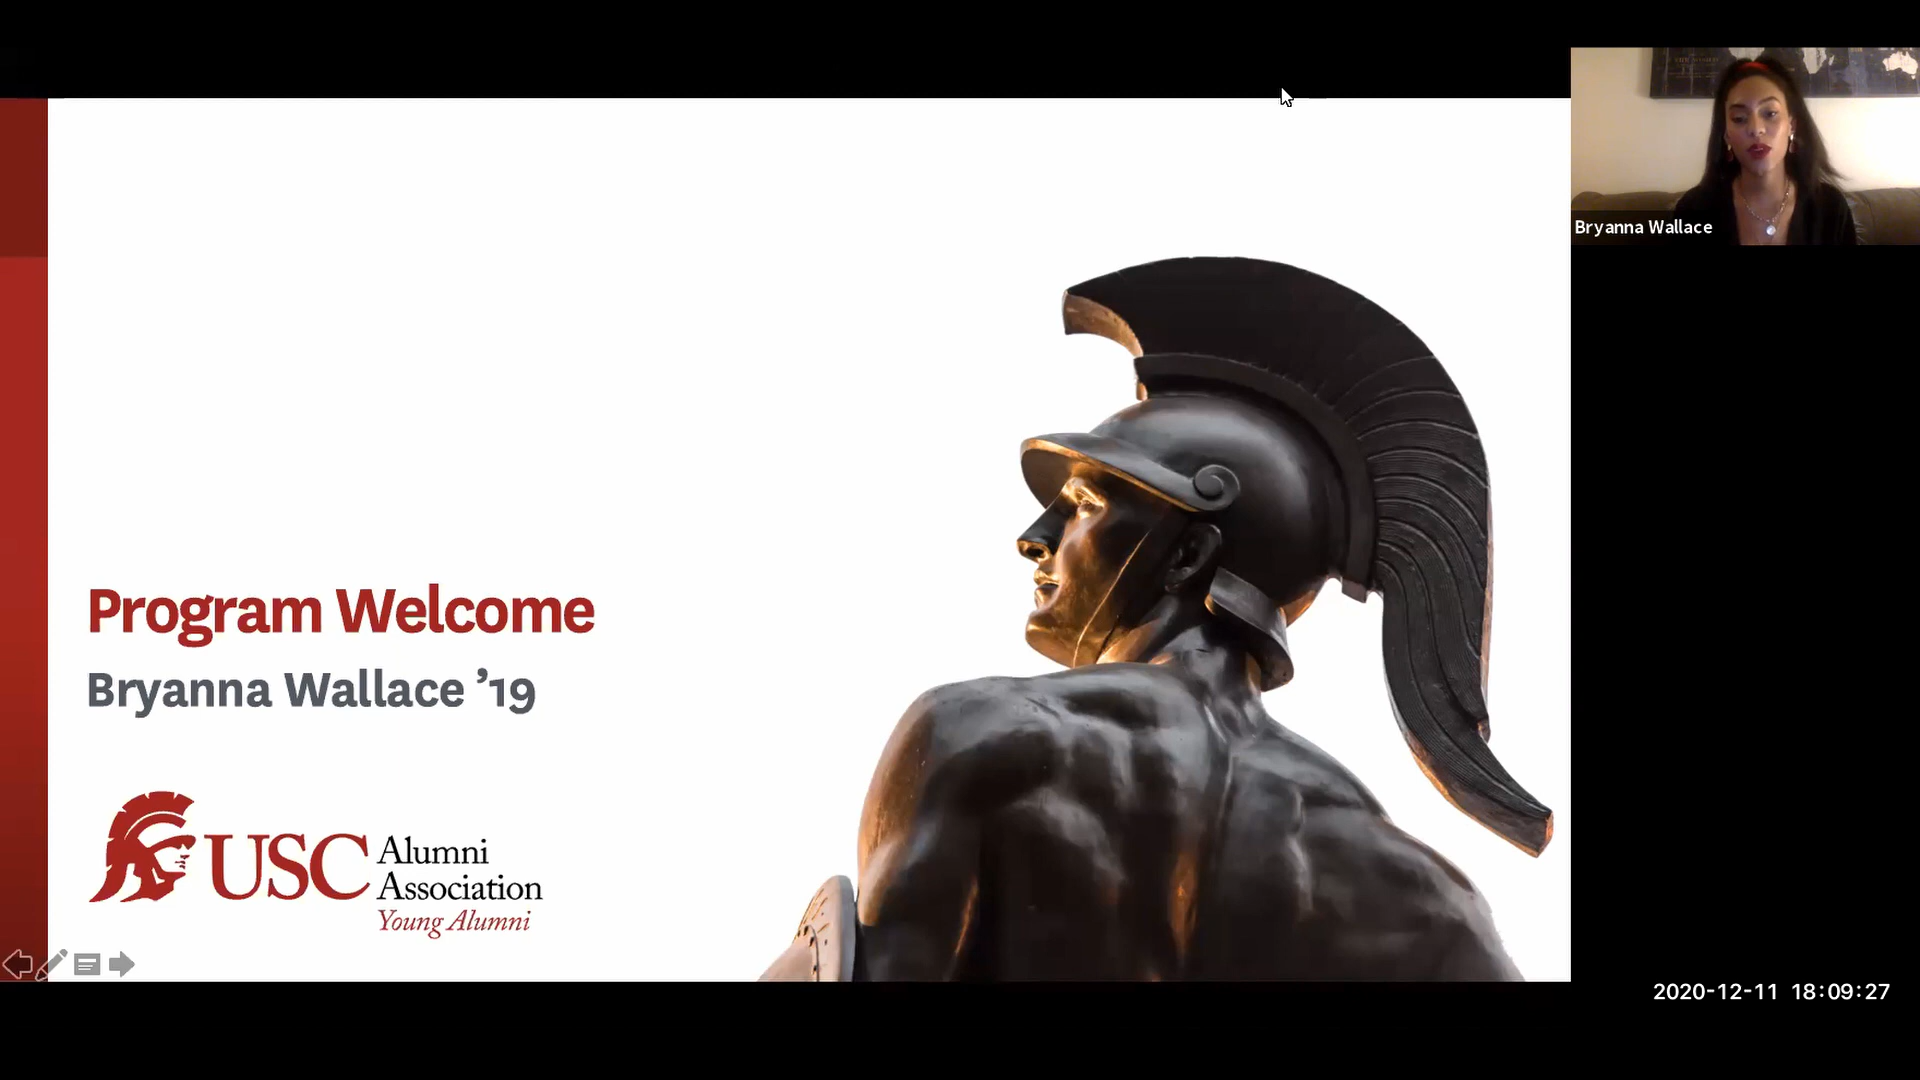 Bryanna Wallace
Program Welcome
Bryanna Wallace ’19
USC Alumni
Association
Young Alumni
2020-12-11 18:09:27